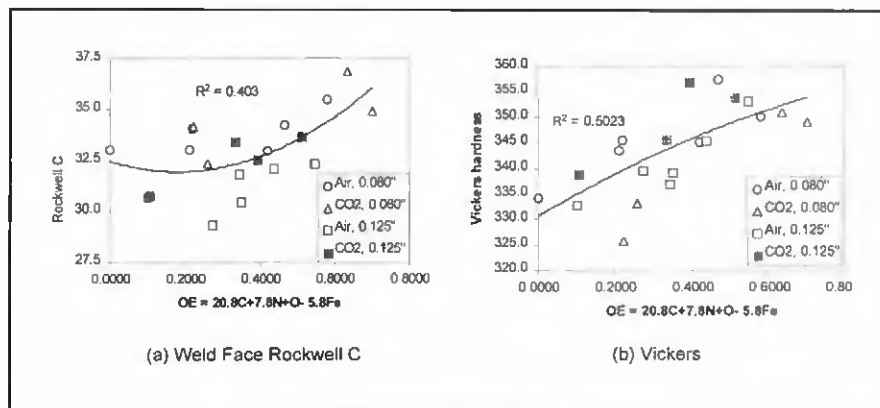 37.5
35.0
32.5
30.0
27.5
Rockwell C
R² = 0.403
○ Air, 0.080"
△ CO2, 0.080"
□ Air, 0.125"
■ CO2, 0.125"
0.0000 0.2000 0.4000 0.6000 0.8000
OE = 20.8C+7.8N+O- 5.8Fe
(a) Weld Face Rockwell C
360.0
355.0
350.0
345.0
340.0
335.0
330.0
325.0
320.0
Vickers hardness
R² = 0.5023
○ Air, 0.080"
△ CO2, 0.080"
□ Air, 0.125"
■ CO2, 0.125"
0.0000 0.2000 0.4000 0.6000 0.80
OE = 20.8C+7.8N+O- 5.8Fe
(b) Vickers